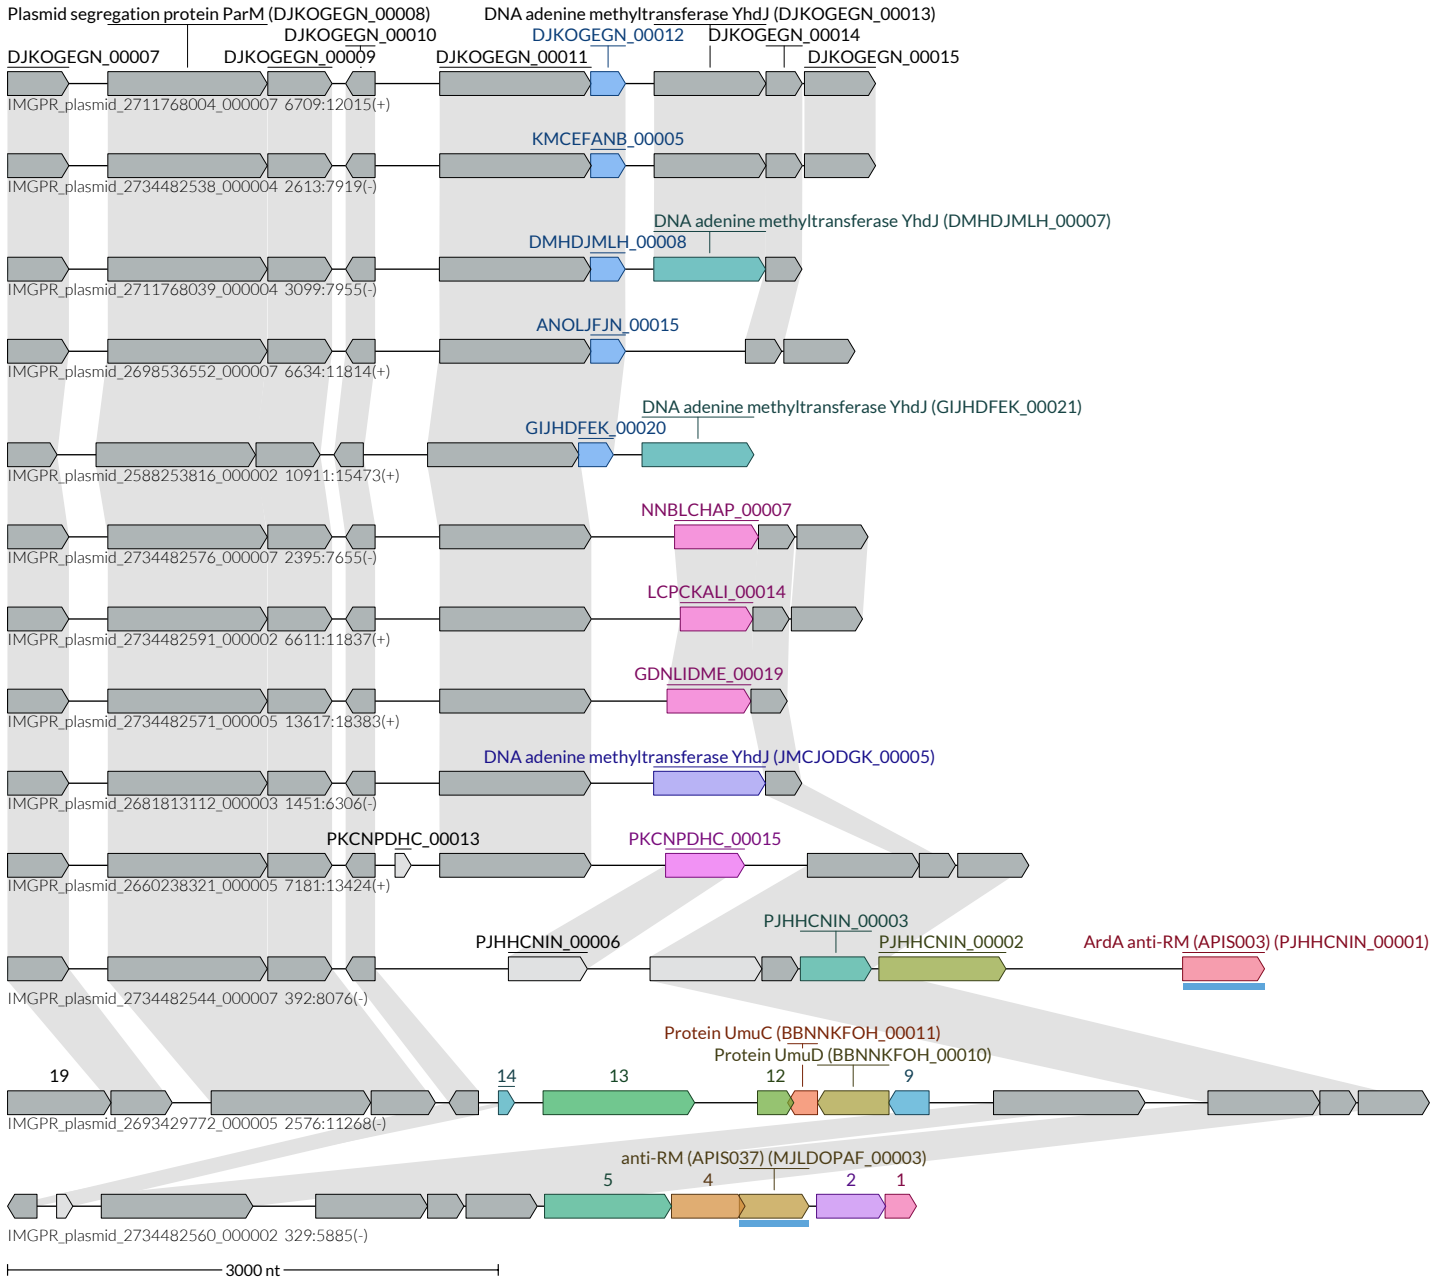 Plasmid segregation protein ParM (DJKOGEGN_00008) DNA adenine methyltransferase YhdJ (DJKOGEGN_00013)
DJKOGEGN_00010 DJKOGEGN_00012 DJKOGEGN_00014
DJKOGEGN_00007 DJKOGEGN_00009 DJKOGEGN_00011 DJKOGEGN_00015
IMGPR_plasmid_2711768004_000007 6709:12015(+)
KMCEFANB_00005
IMGPR_plasmid_2734482538_000004 2613:7919(-)
DNA adenine methyltransferase YhdJ (DMHDJMLH_00007)
DMHDJMLH_00008
IMGPR_plasmid_2711768039_000004 3099:7955(-)
ANOLJFJN_00015
IMGPR_plasmid_2698536552_000007 6634:11814(+)
DNA adenine methyltransferase YhdJ (GIJHDFEK_00021)
GIJHDFEK_00020
IMGPR_plasmid_2588253816_000002 10911:15473(+)
NNBLCHAP_00007
IMGPR_plasmid_2734482576_000007 2395:7655(-)
LCPCKALI_00014
IMGPR_plasmid_2734482591_000002 6611:11837(+)
GDNLIDME_00019
IMGPR_plasmid_2734482571_000005 13617:18383(+)
DNA adenine methyltransferase YhdJ (JMCJODGK_00005)
IMGPR_plasmid_2681813112_000003 1451:6306(-)
PKCNPDHC_00013 PKCNPDHC_00015
IMGPR_plasmid_2660238321_000005 7181:13424(+)
PJHHCNIN_00003
PJHHCNIN_00006 PJHHCNIN_00002 ArdA anti-RM (APIS003) (PJHHCNIN_00001)
IMGPR_plasmid_2734482544_000007 392:8076(-)
Protein UmuC (BBNNKFOH_00011)
Protein UmuD (BBNNKFOH_00010)
19 14 13 12 9
IMGPR_plasmid_2693429772_000005 2576:11268(-)
anti-RM (APIS037) (MJLDOPAF_00003)
5 4 2 1
IMGPR_plasmid_2734482560_000002 329:5885(-)
3000 nt